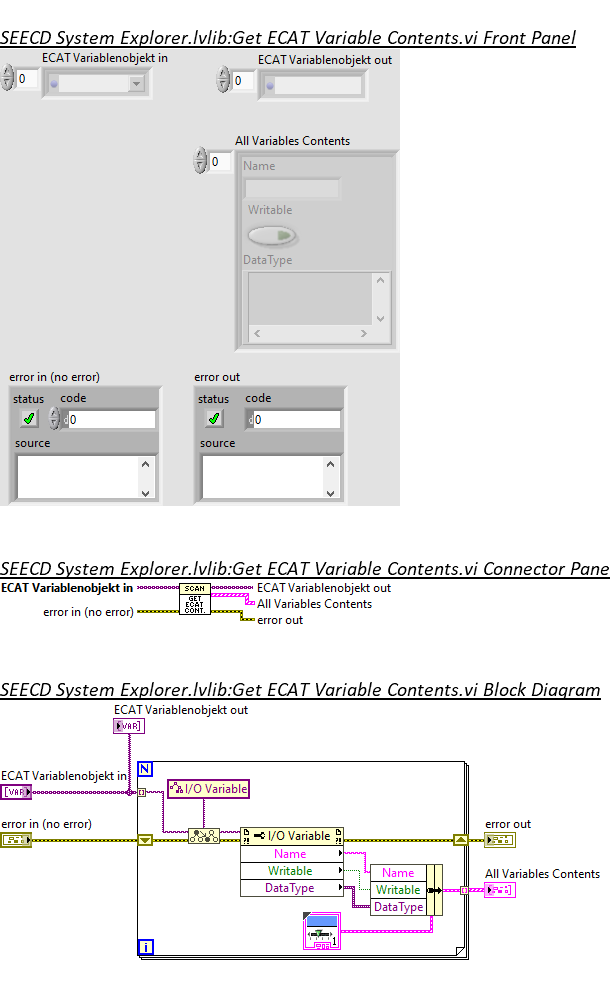 SEECD System Explorer.lvlib:Get ECAT Variable Contents.vi Front Panel
ECAT Variablenobjekt in
ECAT Variablenobjekt out
0
0
All Variables Contents
0
Name
Writable
DataType
error in (no error)
error out
status code
status code
d0
d0
source
source
SEECD System Explorer.lvlib:Get ECAT Variable Contents.vi Connector Pane
ECAT Variablenobjekt in
SCAN
ECAT Variablenobjekt out
GET
ECAT
CONT.
All Variables Contents
error in (no error)
error out
SEECD System Explorer.lvlib:Get ECAT Variable Contents.vi Block Diagram
ECAT Variablenobjekt out
VAR]
N
ECAT Variablenobjekt in
[VAR
I/O Variable
error in (no error)
I/O Variable
error out
Name
Writable
DataType
Name
Writable
DataType
All Variables Contents
1
i